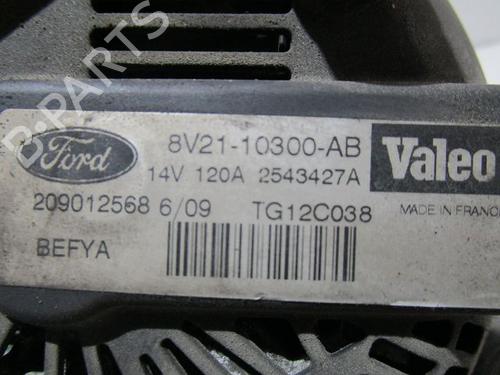 B-PARTS
Ford
8V21-10300-AB
Valeo
14V 120A 2543427A
209012568 6/09 TG12C038
MADE IN FRANCE
BEFYA